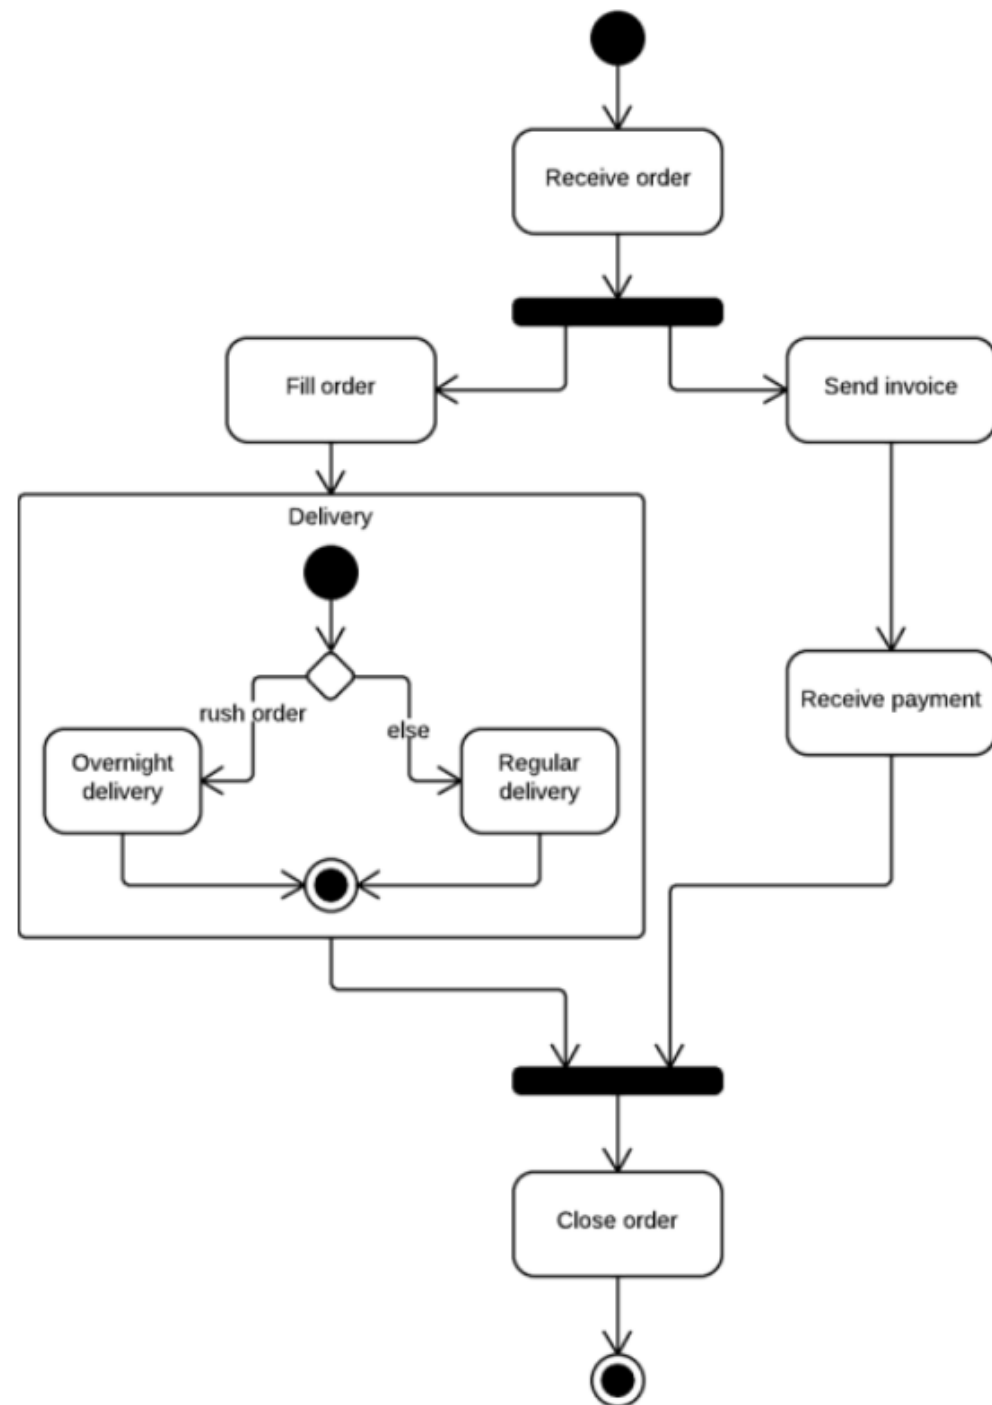 Receive order
Fill order
Send invoice
Delivery
rush order
else
Receive payment
Overnight
delivery
Regular
delivery
Close order